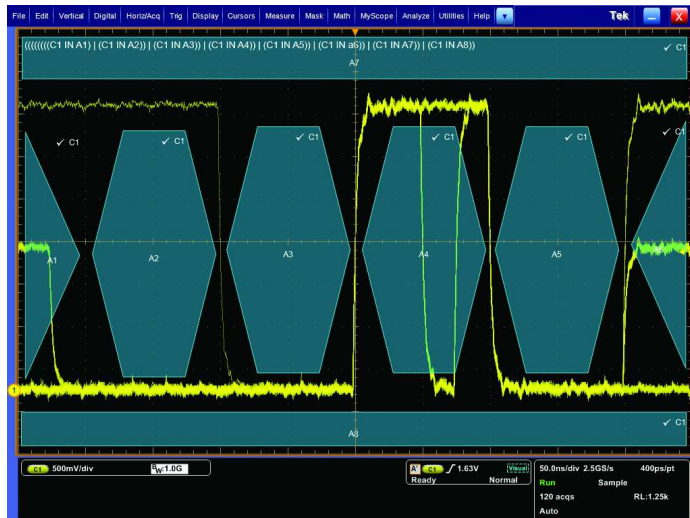 File Edit Vertical Digital Horiz/Acq Trig Display Cursors Measure Mask Math MyScope Analyze Utilities Help Tek X
((((((((C1 IN A1) | (C1 IN A2)) | (C1 IN A3)) | (C1 IN A4)) | (C1 IN A5)) | (C1 IN a6)) | (C1 IN A7)) | (C1 IN A8)) C1
A7
C1 C1 C1 C1 C1 C1
A1 A2 A3 A4 A5
1
C1
A8
C1 500mV/div BW:1.0G A' C1 1.63V Visual 50.0ns/div 2.5GS/s 400ps/pt
Ready Normal Run Sample
120 acqs RL:1.25k
Auto